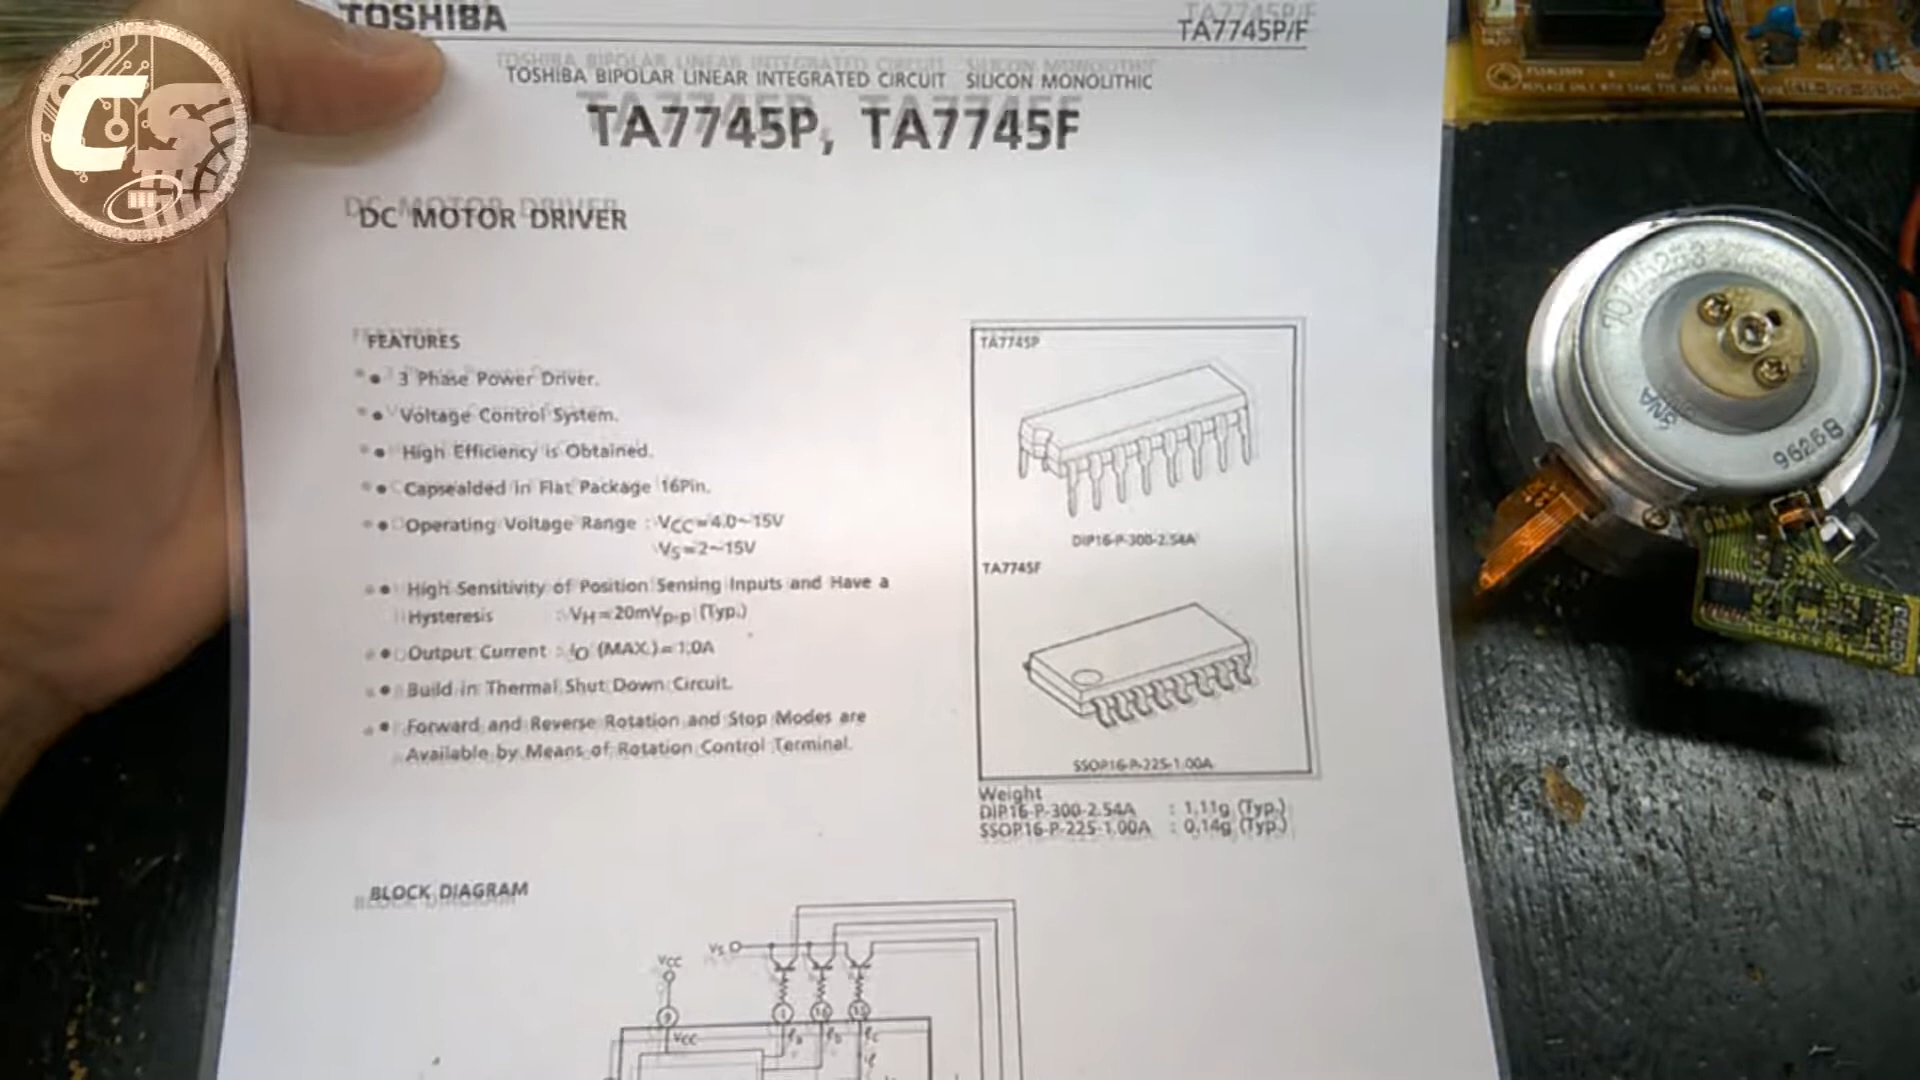 TOSHIBA
TA7745P/F
TOSHIBA BIPOLAR LINEAR INTEGRATED CIRCUIT SILICON MONOLITHIC
TA7745P, TA7745F
DC MOTOR DRIVER
FEATURES
● 3 Phase Power Driver.
● Voltage Control System.
● High Efficiency is Obtained.
● Capsealded in Flat Package 16Pin.
● Operating Voltage Range : VCC=4.0~15V
VS=2~15V
● High Sensitivity of Position Sensing Inputs and Have a
Hysteresis : VH=20mVp-p (Typ.)
● Output Current : IO (MAX.)=1.0A
● Build in Thermal Shut Down Circuit.
● Forward and Reverse Rotation and Stop Modes are
Available by Means of Rotation Control Terminal.
TA7745P
DIP16-P-300-2.54A
TA7745F
SSOP16-P-225-1.00A
Weight
DIP16-P-300-2.54A : 1.11g (Typ.)
SSOP16-P-225-1.00A : 0.14g (Typ.)
BLOCK DIAGRAM
VS
VCC
9
VCC
CS
9626B